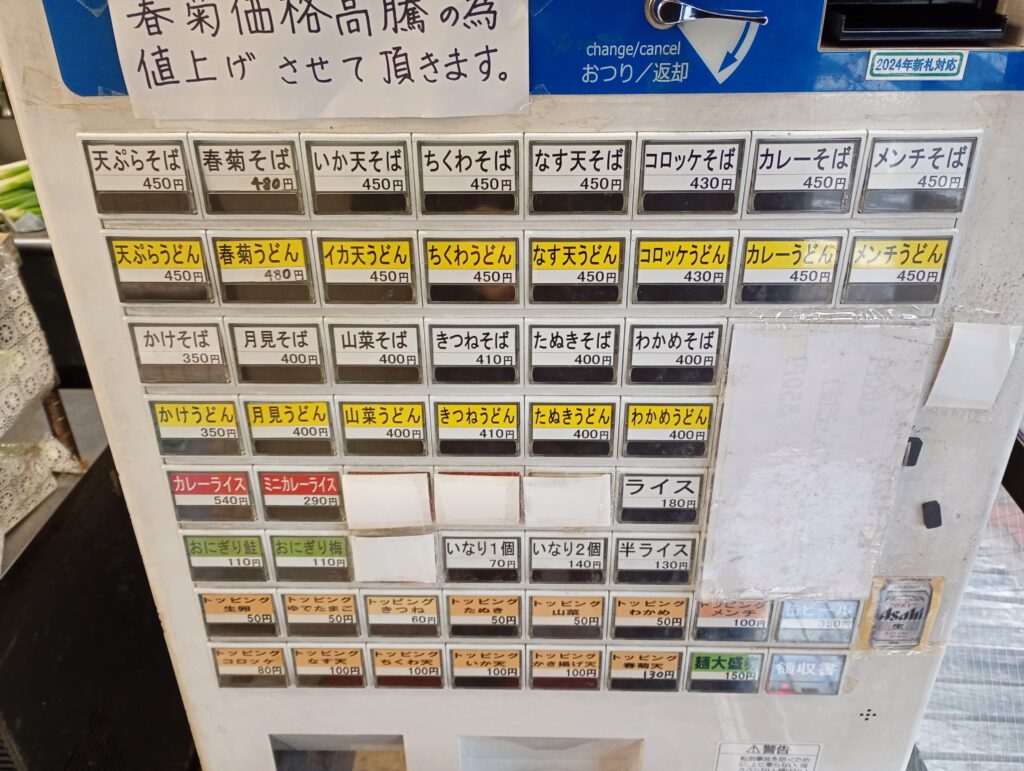 春菊価格高騰の為
値上げさせて頂きます。
change/cancel
おつり／返却
2024年新札対応
天ぷらそば
450円
春菊そば
480円
いか天そば
450円
ちくわそば
450円
なす天そば
450円
コロッケそば
430円
カレーそば
450円
メンチそば
450円
天ぷらうどん
450円
春菊うどん
480円
イカ天うどん
450円
ちくわうどん
450円
なす天うどん
450円
コロッケうどん
430円
カレーうどん
450円
メンチうどん
450円
かけそば
350円
月見そば
400円
山菜そば
400円
きつねそば
410円
たぬきそば
400円
わかめそば
400円
かけうどん
350円
月見うどん
400円
山菜うどん
400円
きつねうどん
410円
たぬきうどん
400円
わかめうどん
400円
カレーライス
540円
ミニカレーライス
290円
ライス
180円
おにぎり鮭
110円
おにぎり梅
110円
いなり1個
70円
いなり2個
140円
半ライス
130円
トッピング
生卵
50円
トッピング
ゆでたまご
50円
トッピング
きつね
60円
トッピング
たぬき
50円
トッピング
山菜
50円
トッピング
わかめ
50円
トッピング
メンチ
100円
缶ビール
350円
Asahi
生
トッピング
コロッケ
80円
トッピング
なす天
100円
トッピング
ちくわ天
100円
トッピング
いか天
100円
トッピング
かき揚げ天
100円
トッピング
春菊天
130円
麺大盛券
150円
領収書
警告